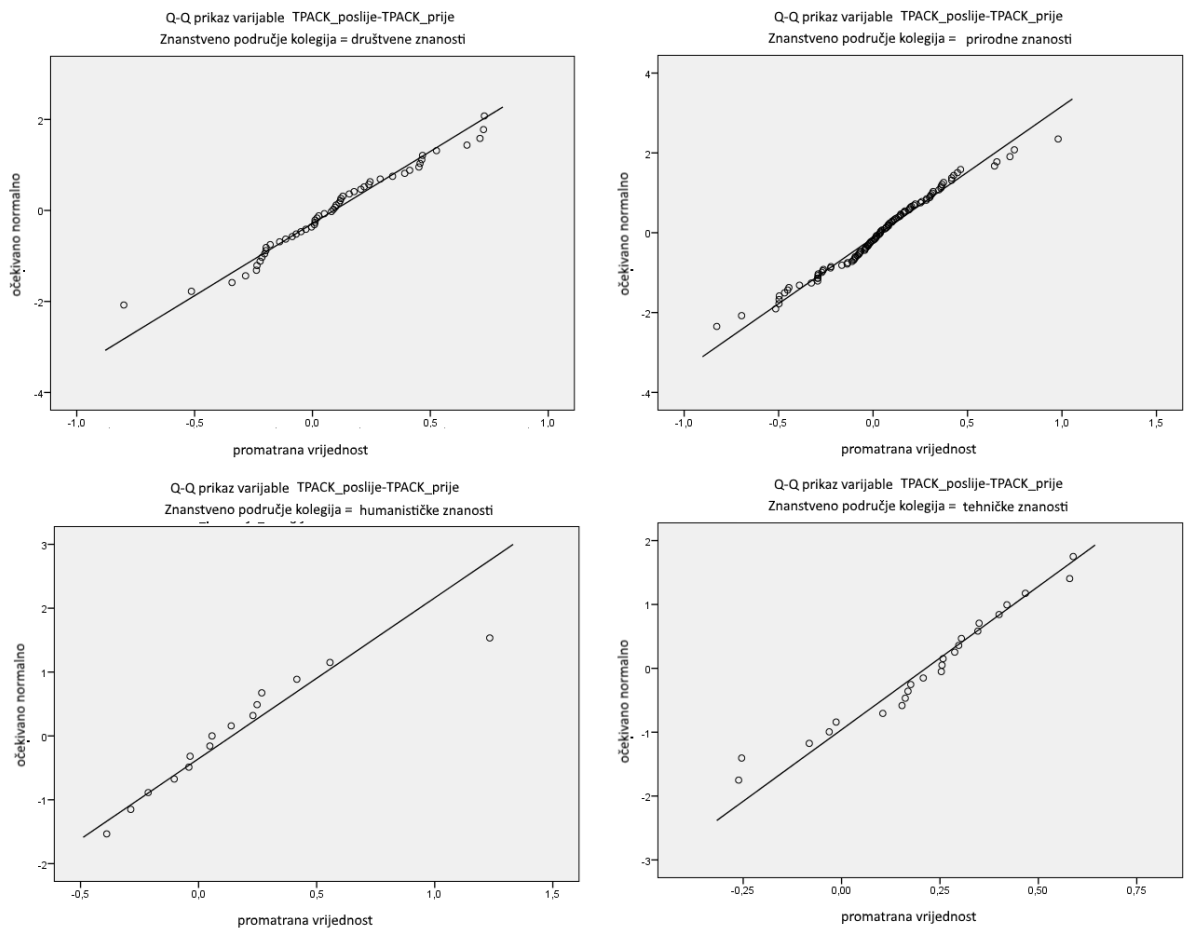 Q-Q prikaz varijable TPACK_poslije-TPACK_prije
Znanstveno područje kolegija = društvene znanosti
očekivano normalno
2
0
-2
-4
-1,0 -0,5 0,0 0,5 1,0
promatrana vrijednost
Q-Q prikaz varijable TPACK_poslije-TPACK_prije
Znanstveno područje kolegija = prirodne znanosti
očekivano normalno
4
2
0
-2
-4
-1,0 -0,5 0,0 0,5 1,0 1,5
promatrana vrijednost
Q-Q prikaz varijable TPACK_poslije-TPACK_prije
Znanstveno područje kolegija = humanističke znanosti
očekivano normalno
3
2
1
0
-1
-2
-0,5 0,0 0,5 1,0 1,5
promatrana vrijednost
Q-Q prikaz varijable TPACK_poslije-TPACK_prije
Znanstveno područje kolegija = tehničke znanosti
očekivano normalno
2
1
0
-1
-2
-3
-0,25 0,00 0,25 0,50 0,75
promatrana vrijednost